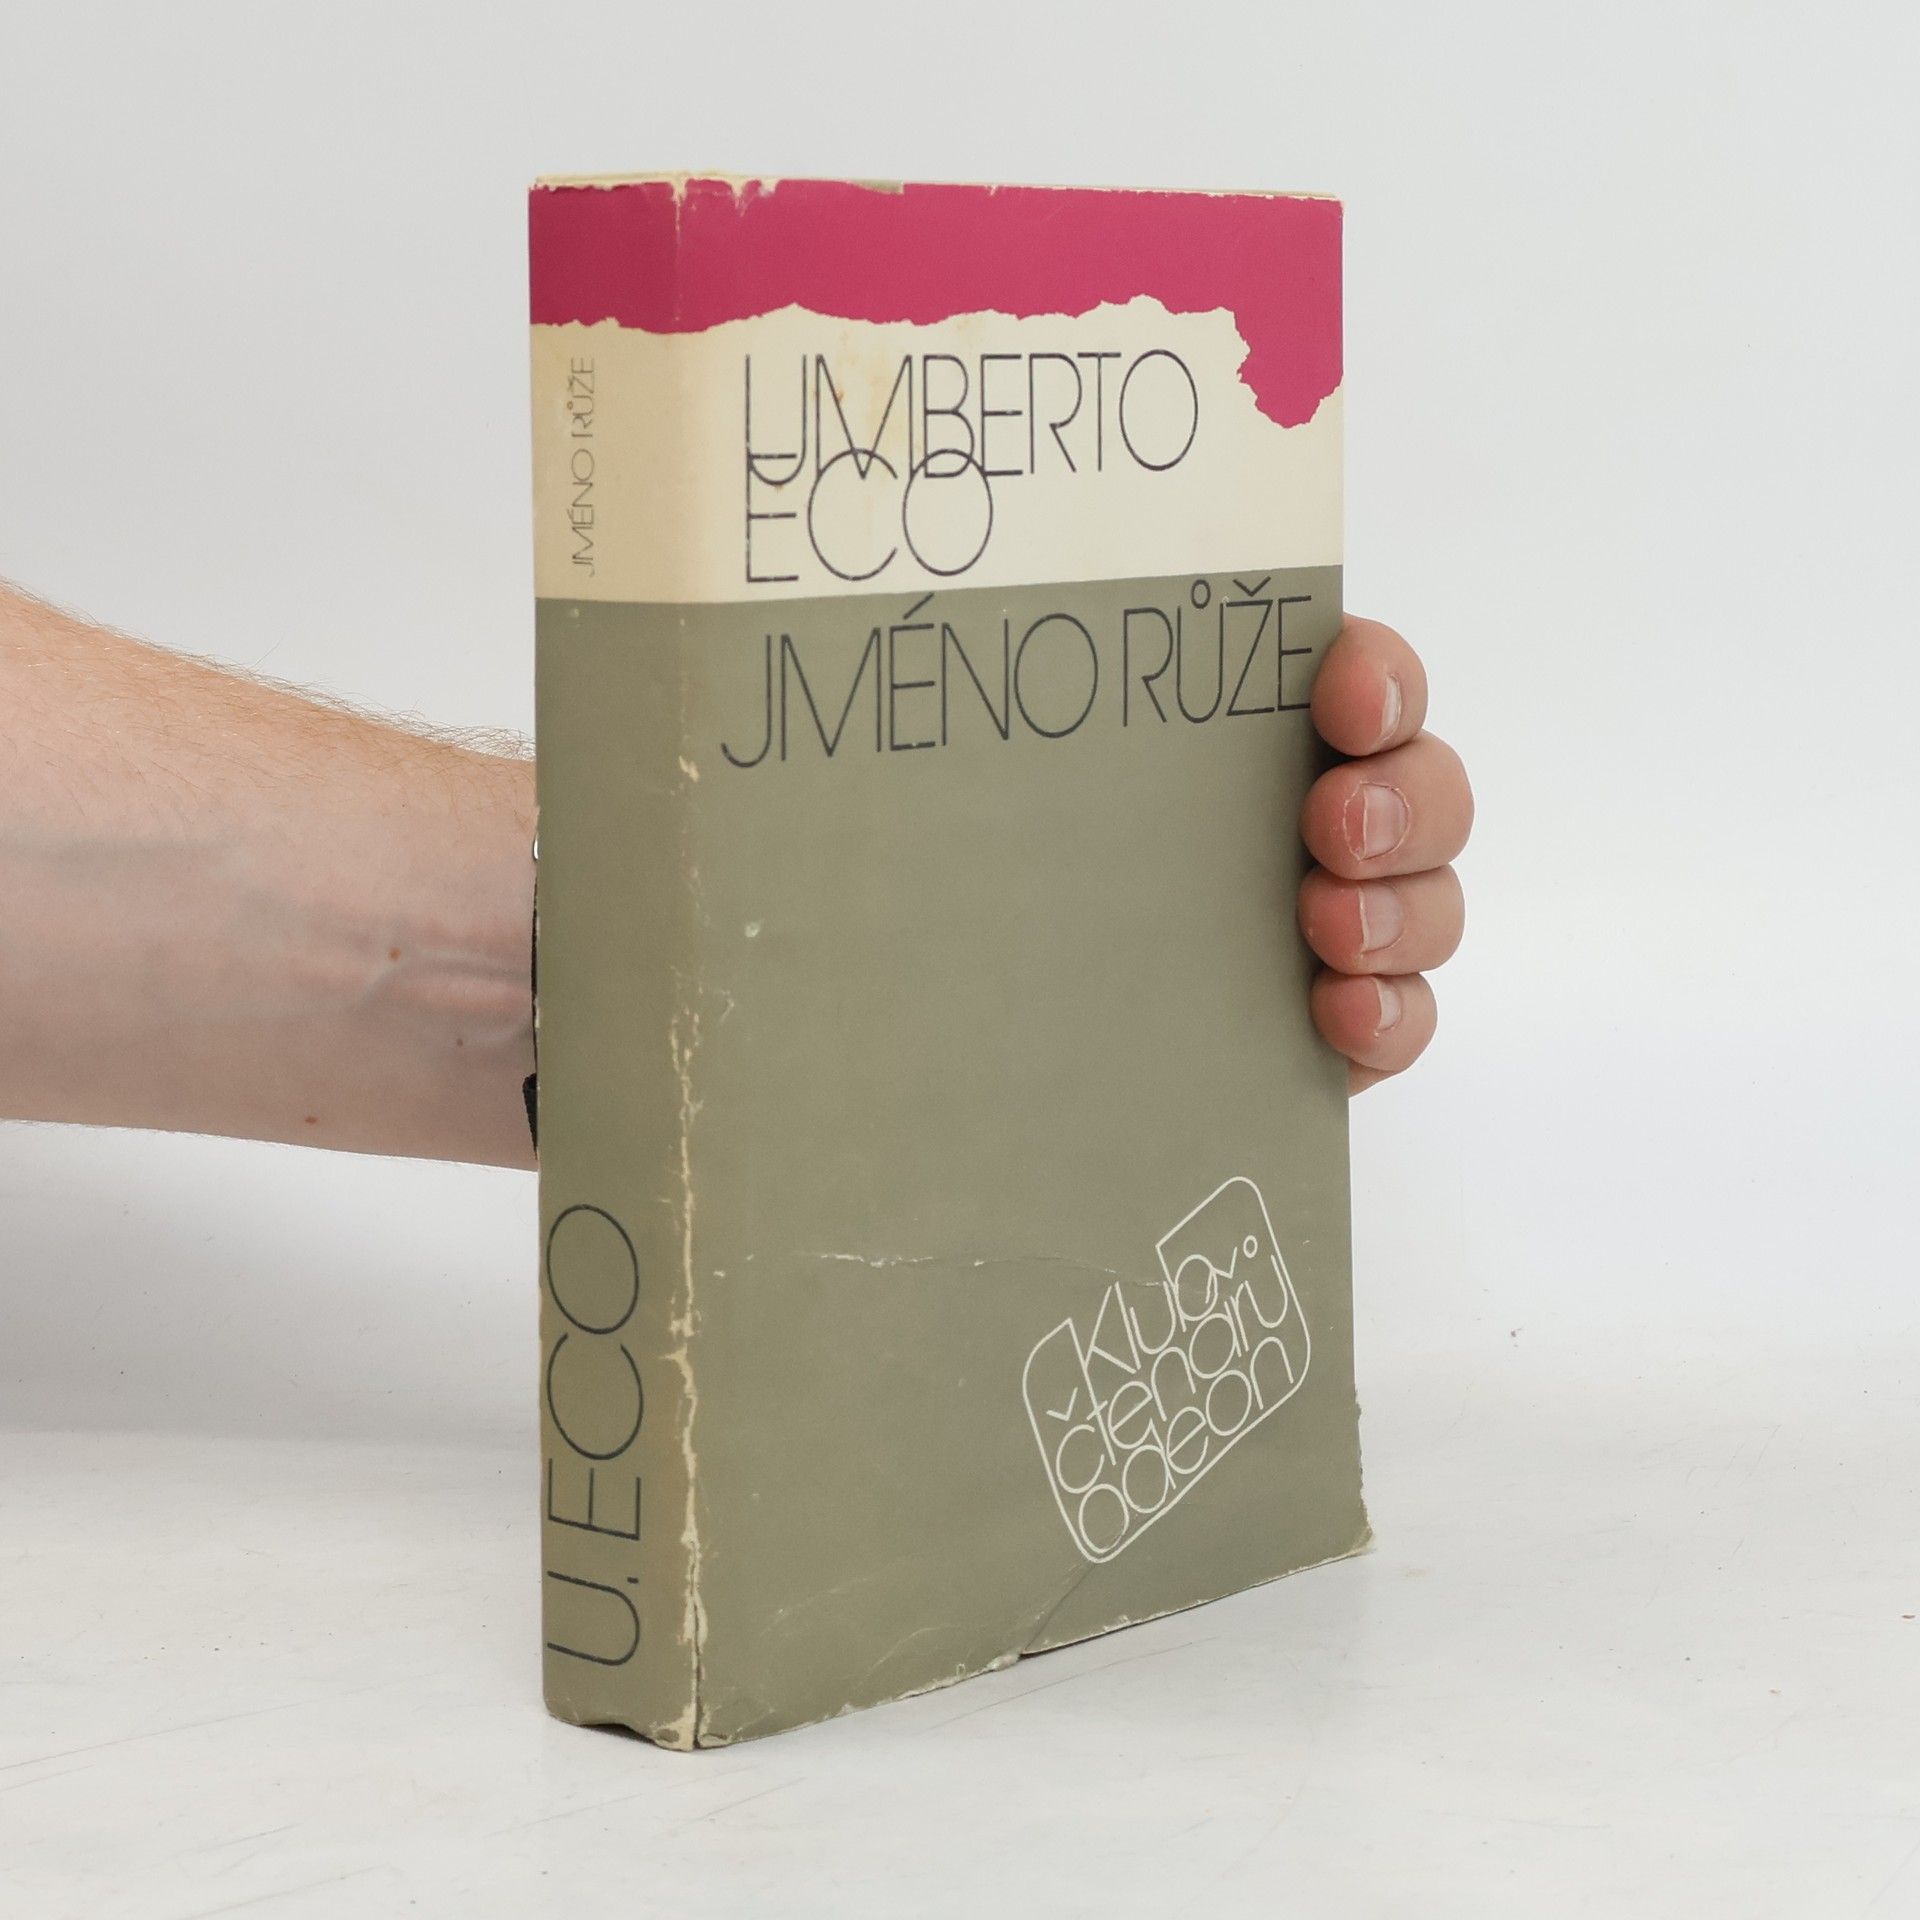 JMÉNO RŮŽE
U. ECO
UMBERTO
ECO
JMÉNO RŮŽE
klub
čtenářů
odeon